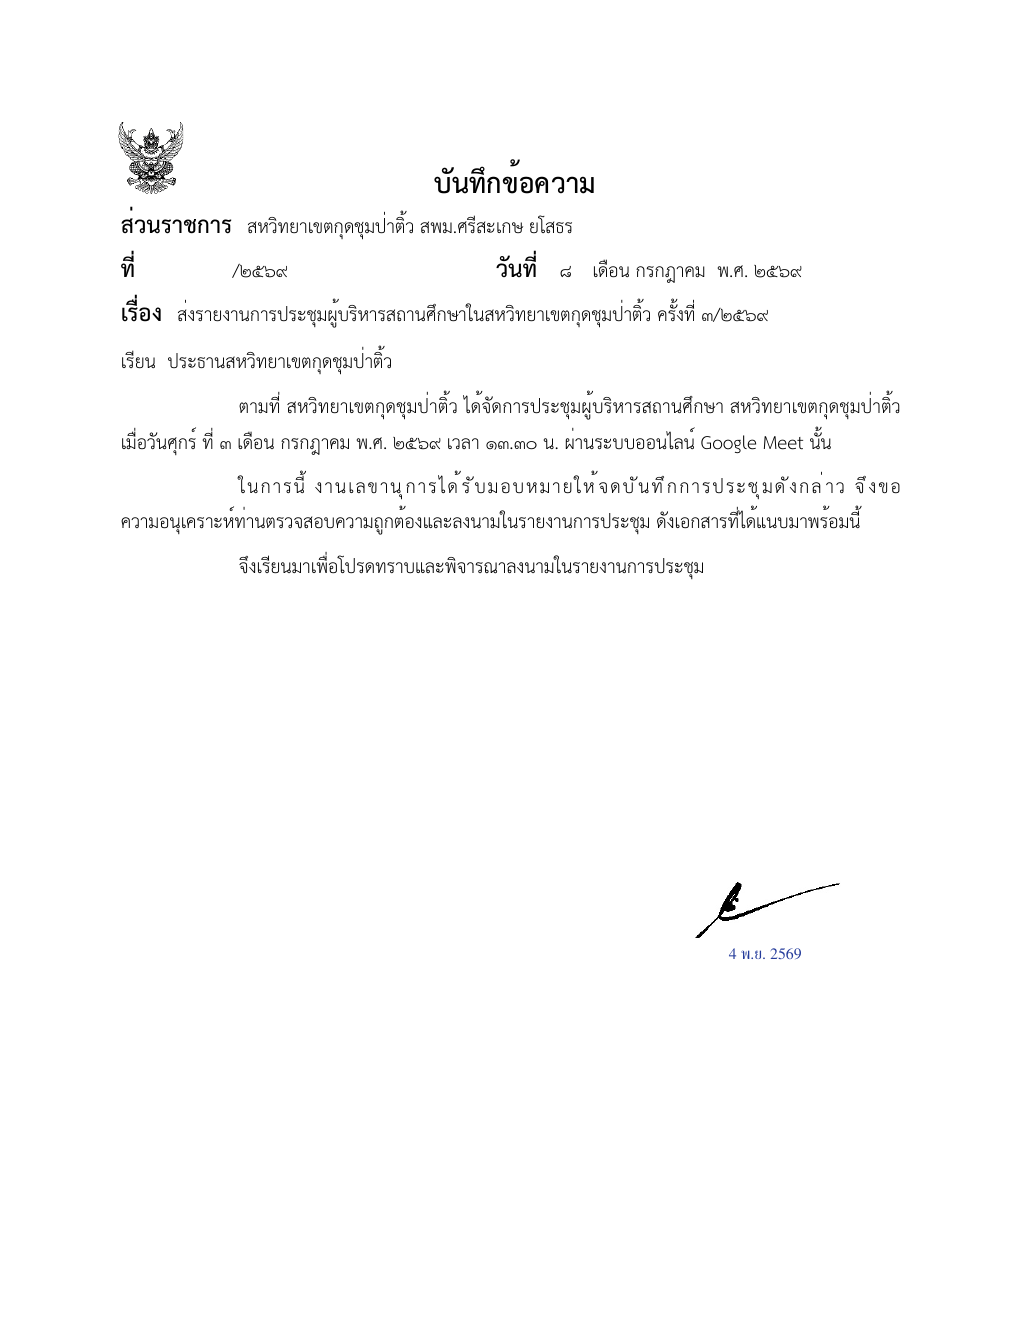 บันทึกข้อความ
ส่วนราชการ สหวิทยาเขตกุดชุมป่าติ้ว สพม.ศรีสะเกษ ยโสธร
ที่ /๒๕๖๙ วันที่ ๘ เดือน กรกฎาคม พ.ศ. ๒๕๖๙
เรื่อง ส่งรายงานการประชุมผู้บริหารสถานศึกษาในสหวิทยาเขตกุดชุมป่าติ้ว ครั้งที่ ๓/๒๕๖๙
เรียน ประธานสหวิทยาเขตกุดชุมป่าติ้ว
ตามที่ สหวิทยาเขตกุดชุมป่าติ้ว ได้จัดการประชุมผู้บริหารสถานศึกษา สหวิทยาเขตกุดชุมป่าติ้ว
เมื่อวันศุกร์ ที่ ๓ เดือน กรกฎาคม พ.ศ. ๒๕๖๙ เวลา ๑๓.๓๐ น. ผ่านระบบออนไลน์ Google Meet นั้น
ในการนี้ งานเลขานุการได้รับมอบหมายให้จดบันทึกการประชุมดังกล่าว จึงขอ
ความอนุเคราะห์ท่านตรวจสอบความถูกต้องและลงนามในรายงานการประชุม ดังเอกสารที่ได้แนบมาพร้อมนี้
จึงเรียนมาเพื่อโปรดทราบและพิจารณาลงนามในรายงานการประชุม
4 พ.ย. 2569